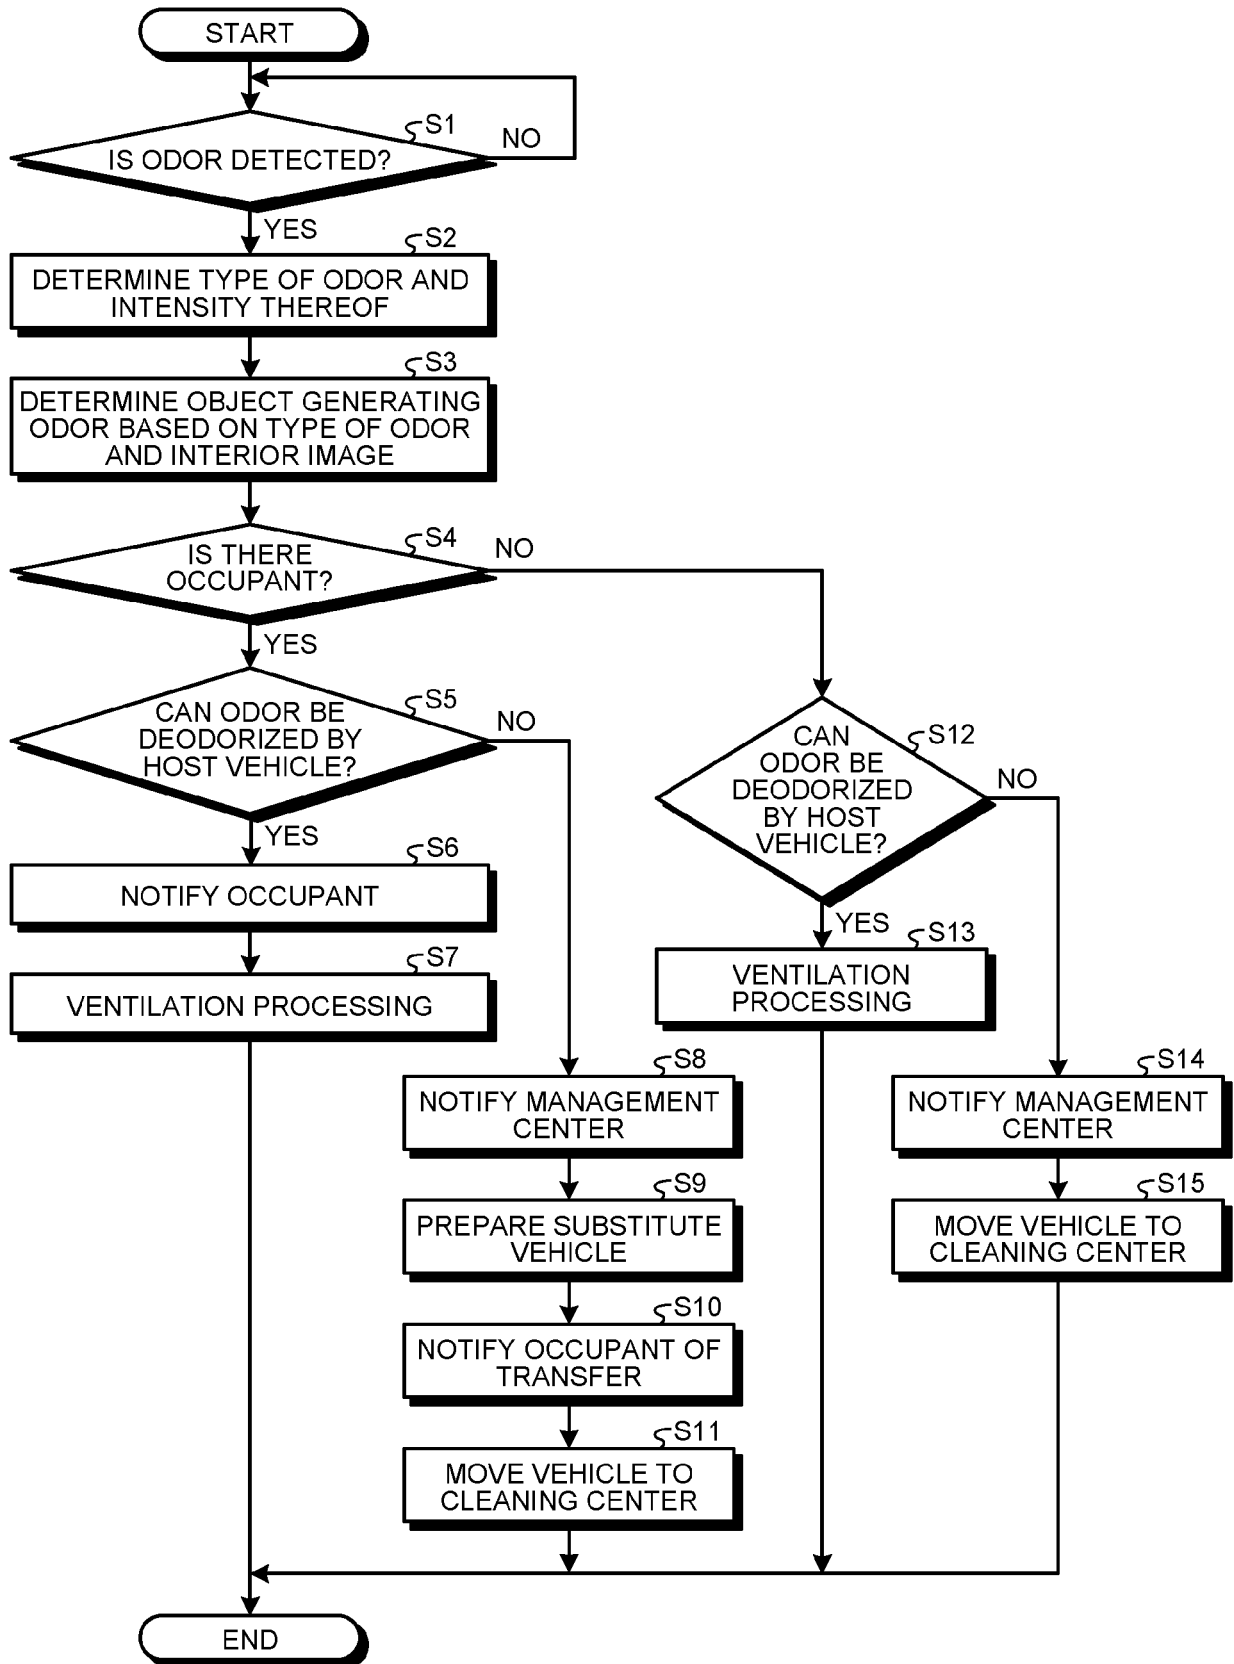 START
S1
NO
IS ODOR DETECTED?
YES
S2
DETERMINE TYPE OF ODOR AND
INTENSITY THEREOF
S3
DETERMINE OBJECT GENERATING
ODOR BASED ON TYPE OF ODOR
AND INTERIOR IMAGE
S4
NO
IS THERE
OCCUPANT?
YES
S5
NO
CAN ODOR BE
DEODORIZED BY
HOST VEHICLE?
YES
S6
NOTIFY OCCUPANT
S7
VENTILATION PROCESSING
S8
NOTIFY MANAGEMENT
CENTER
S9
PREPARE SUBSTITUTE
VEHICLE
S10
NOTIFY OCCUPANT OF
TRANSFER
S11
MOVE VEHICLE TO
CLEANING CENTER
S12
NO
CAN
ODOR BE
DEODORIZED
BY HOST
VEHICLE?
YES
S13
VENTILATION
PROCESSING
S14
NOTIFY MANAGEMENT
CENTER
S15
MOVE VEHICLE TO
CLEANING CENTER
END